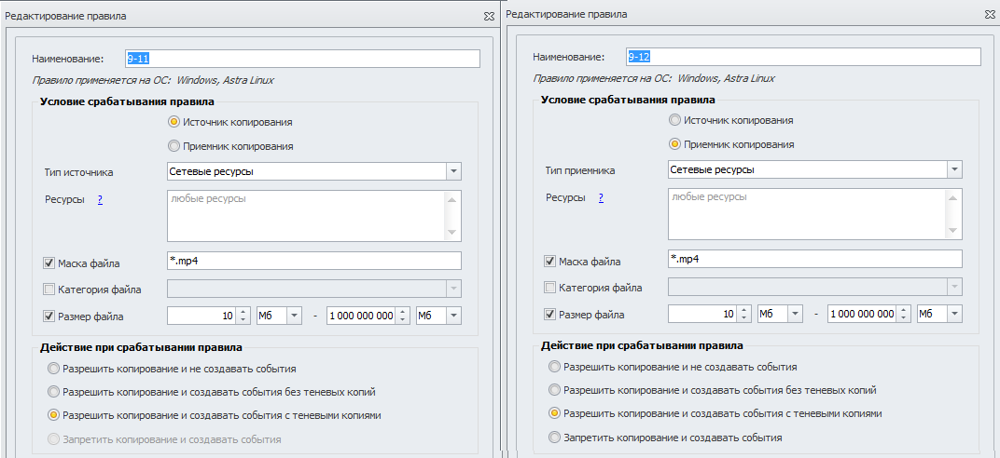 Редактирование правила
Наименование: 9-11
Правило применяется на ОС: Windows, Astra Linux
Условие срабатывания правила
Источник копирования
Приемник копирования
Тип источника Сетевые ресурсы
Ресурсы ? любые ресурсы
Маска файла *.mp4
Категория файла
Размер файла 10 Мб - 1 000 000 000 Мб
Действие при срабатывании правила
Разрешить копирование и не создавать события
Разрешить копирование и создавать события без теневых копий
Разрешить копирование и создавать события с теневыми копиями
Запретить копирование и создавать события
Редактирование правила
Наименование: 9-12
Правило применяется на ОС: Windows, Astra Linux
Условие срабатывания правила
Источник копирования
Приемник копирования
Тип приемника Сетевые ресурсы
Ресурсы ? любые ресурсы
Маска файла *.mp4
Категория файла
Размер файла 10 Мб - 1 000 000 000 Мб
Действие при срабатывании правила
Разрешить копирование и не создавать события
Разрешить копирование и создавать события без теневых копий
Разрешить копирование и создавать события с теневыми копиями
Запретить копирование и создавать события